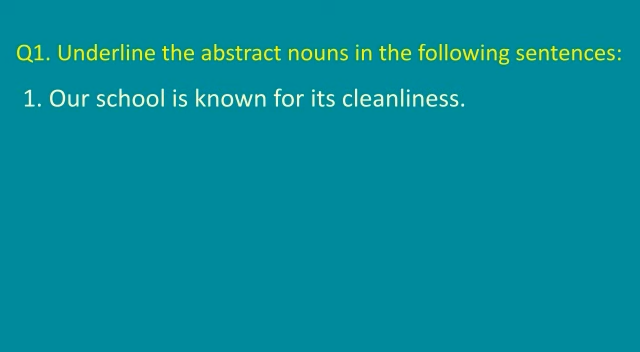 Q1. Underline the abstract nouns in the following sentences:
1. Our school is known for its cleanliness.